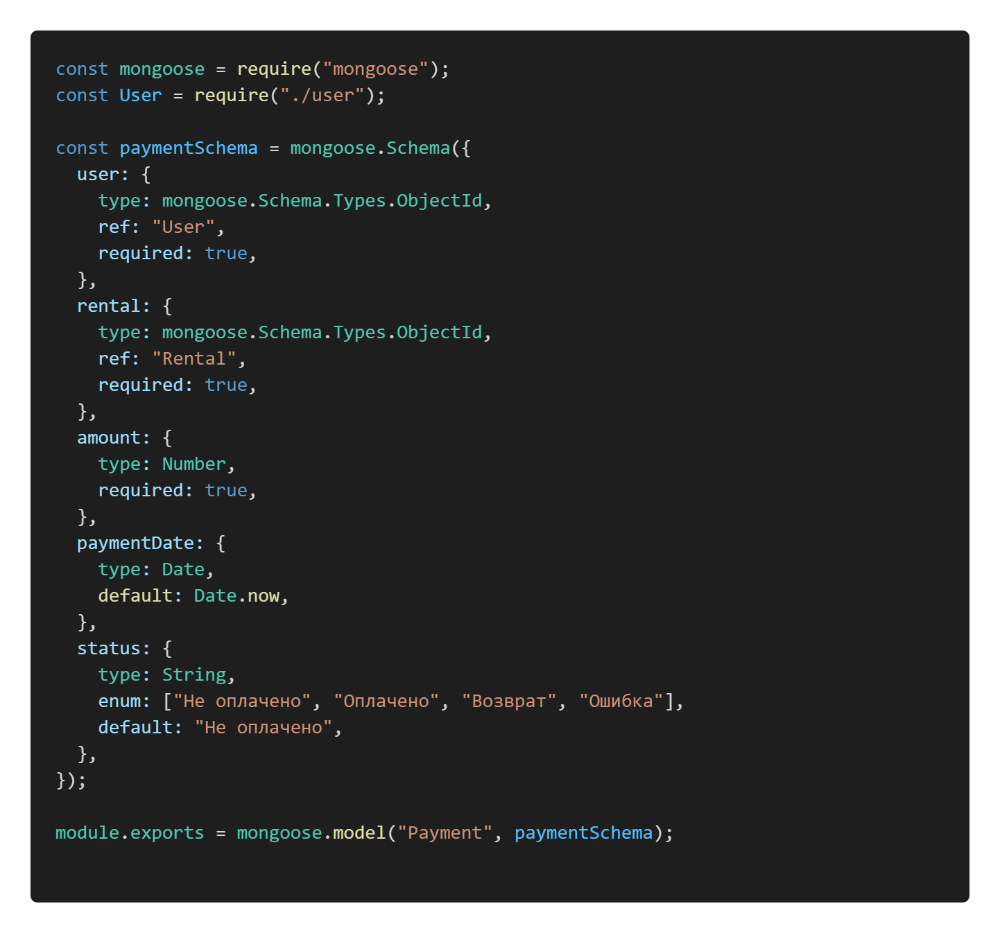 const mongoose = require("mongoose");
const User = require("./user");

const paymentSchema = mongoose.Schema({
  user: {
    type: mongoose.Schema.Types.ObjectId,
    ref: "User",
    required: true,
  },
  rental: {
    type: mongoose.Schema.Types.ObjectId,
    ref: "Rental",
    required: true,
  },
  amount: {
    type: Number,
    required: true,
  },
  paymentDate: {
    type: Date,
    default: Date.now,
  },
  status: {
    type: String,
    enum: ["Не оплачено", "Оплачено", "Возврат", "Ошибка"],
    default: "Не оплачено",
  },
});

module.exports = mongoose.model("Payment", paymentSchema);